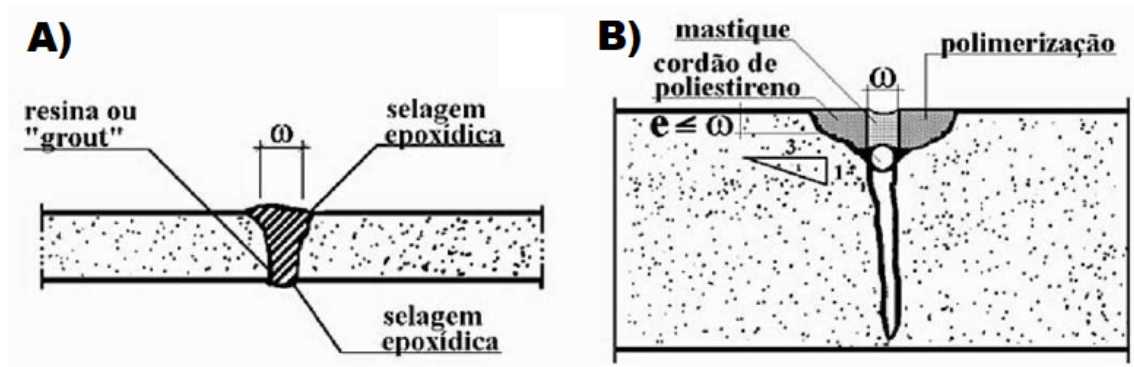 A)
resina ou
"grout"
ω
selagem
epoxídica
selagem
epoxídica
B)
mastique
cordão de
poliestireno
ω
polimerização
e ≤ ω
3
1